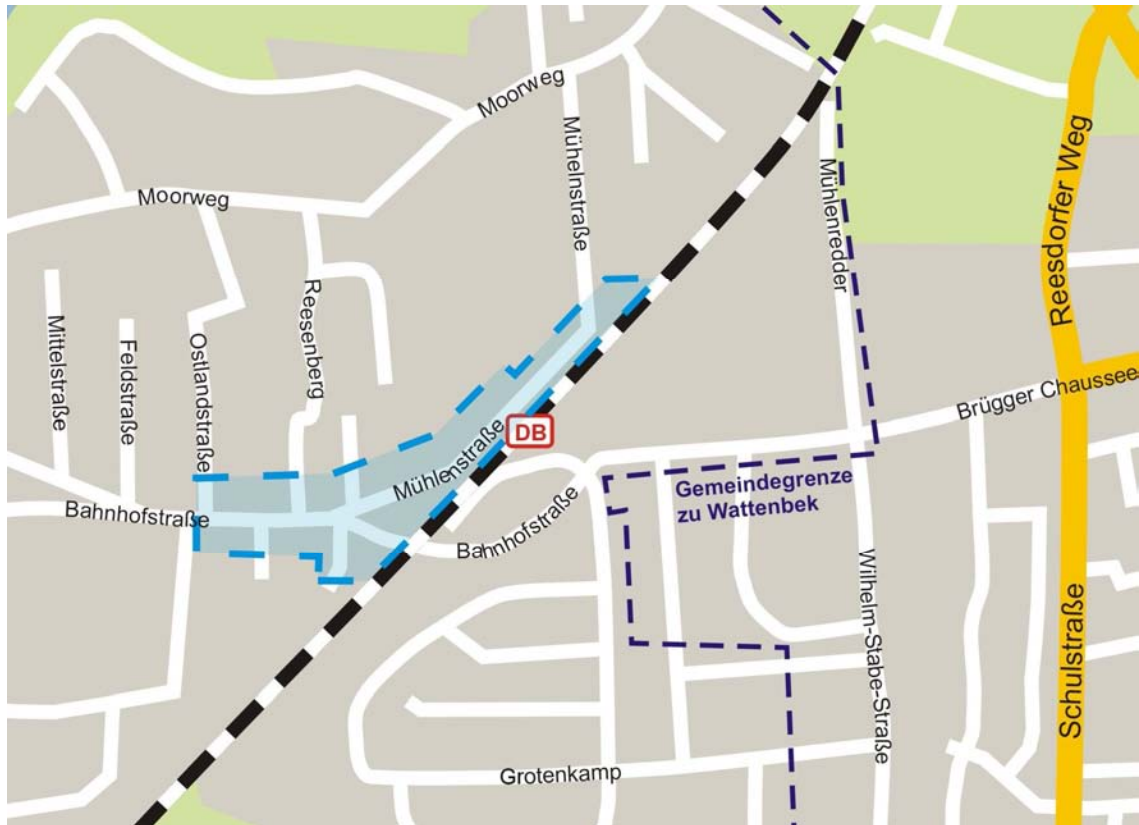 Moorweg
Mühelnstraße
Reesdorfer Weg
Moorweg
Mühlenredder
Reesenberg
Mittelstraße
Feldstraße
Ostlandstraße
Brügger Chaussee
DB
Mühlenstraße
Gemeindegrenze
zu Wattenbek
Bahnhofstraße
Bahnhofstraße
Wilhelm-Stabe-Straße
Schulstraße
Grotenkamp